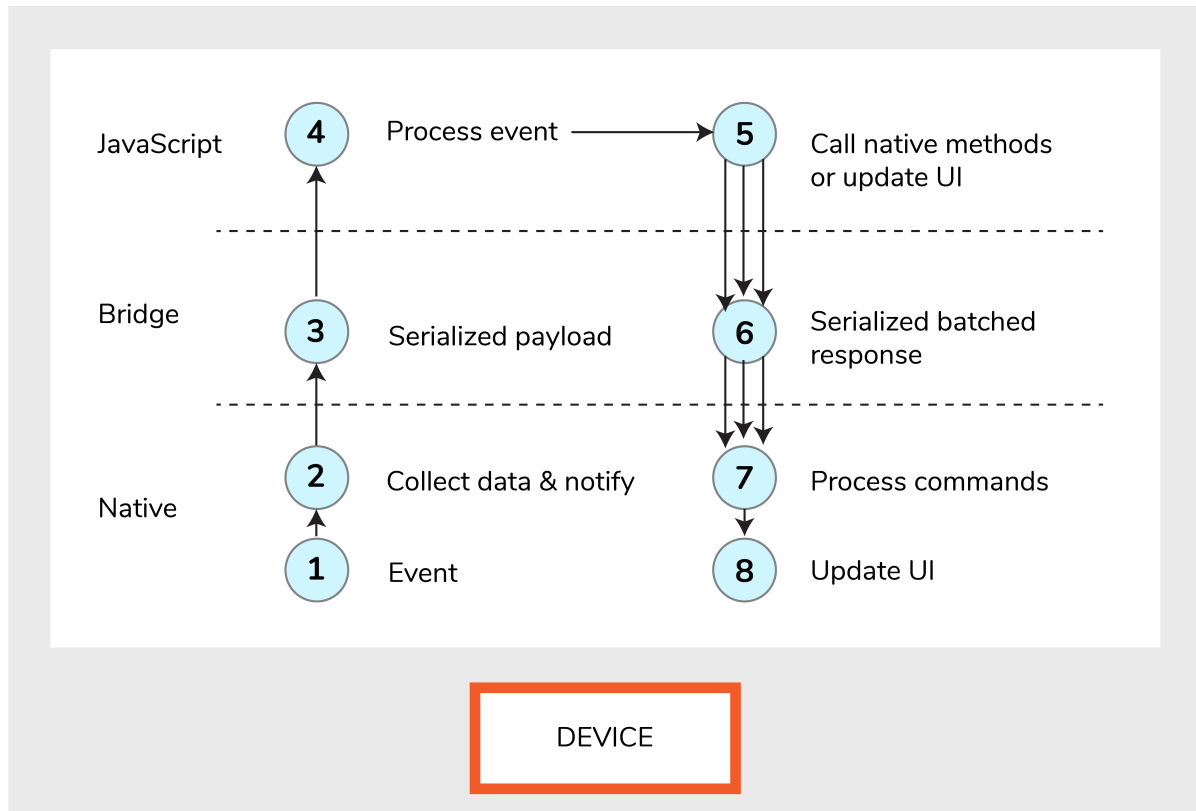 JavaScript
4
Process event
5
Call native methods
or update UI
Bridge
3
Serialized payload
6
Serialized batched
response
Native
2
Collect data & notify
7
Process commands
1
Event
8
Update UI
DEVICE